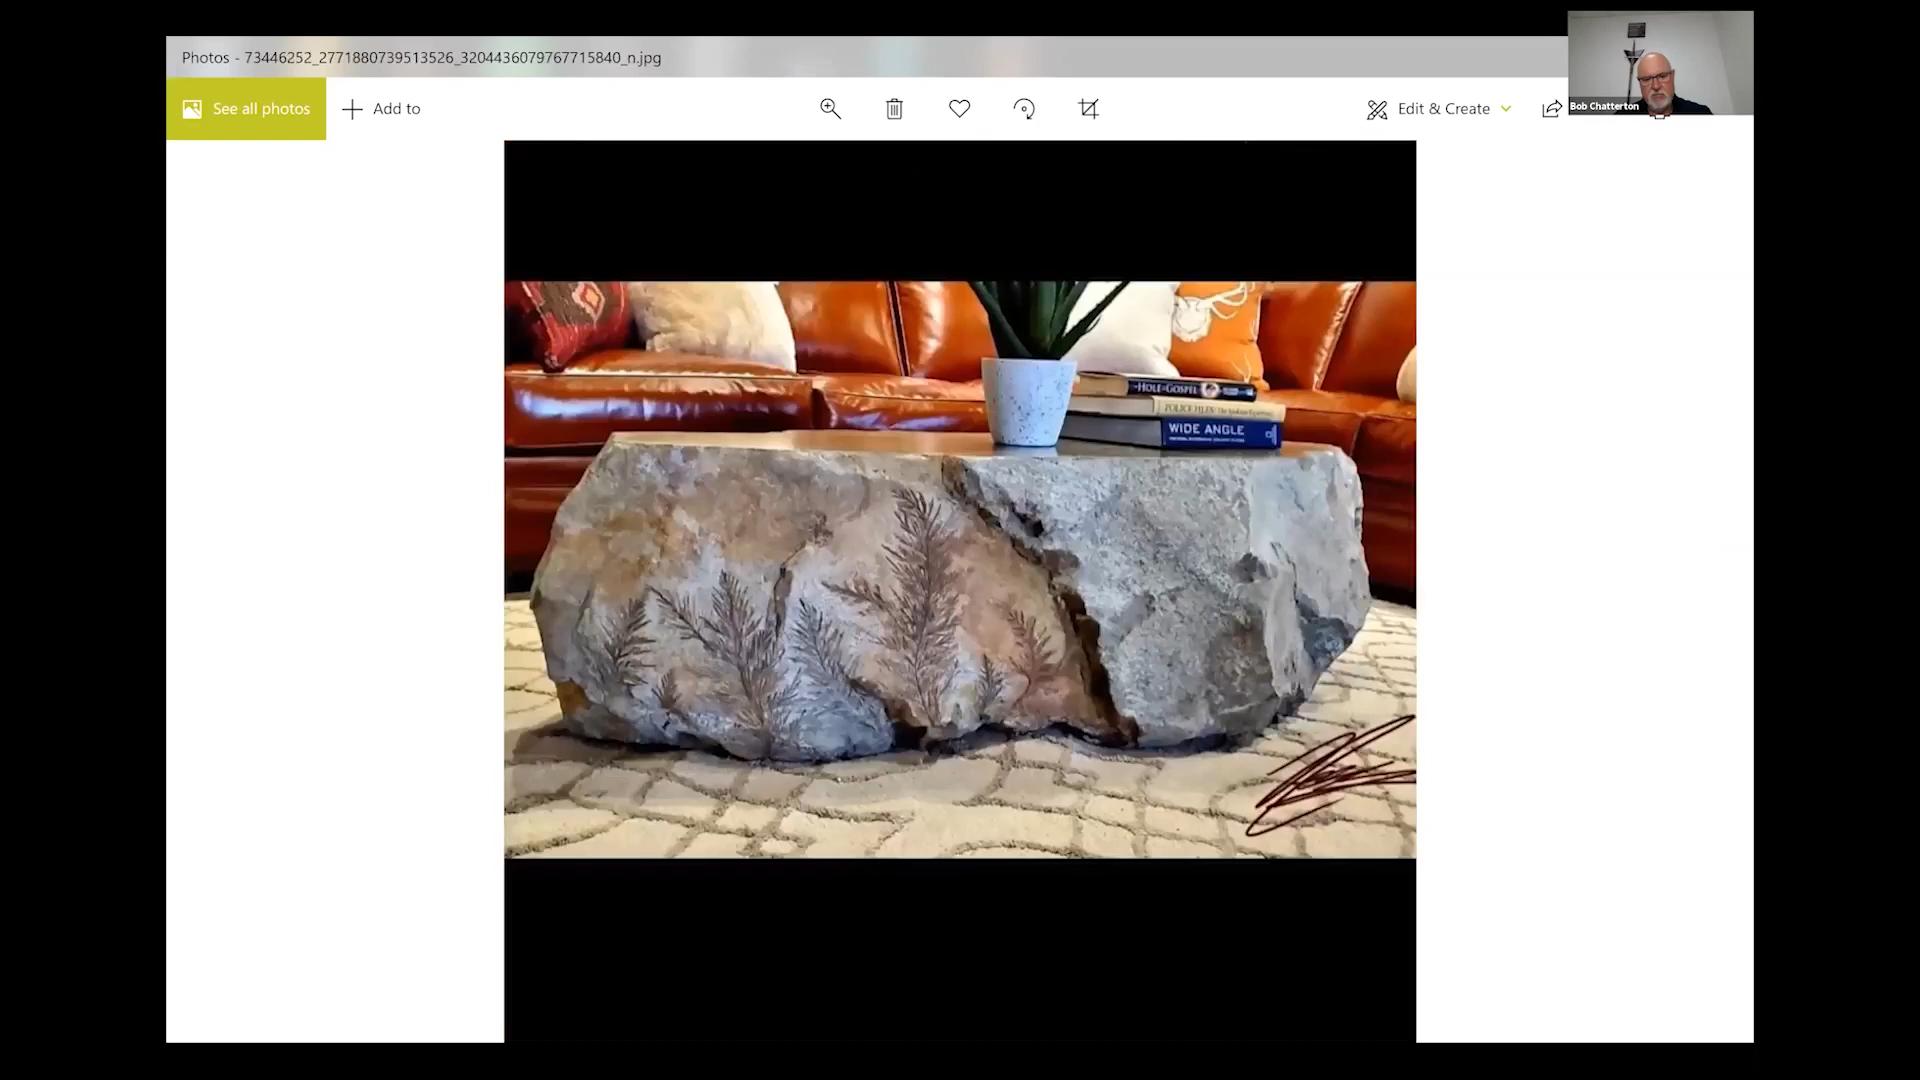 Photos - 73446252_2771880739513526_3204436079767715840_n.jpg
See all photos
Add to
Edit & Create
Bob Chatterton
HOLE GOSPEL
POLICE FILES:
WIDE ANGLE